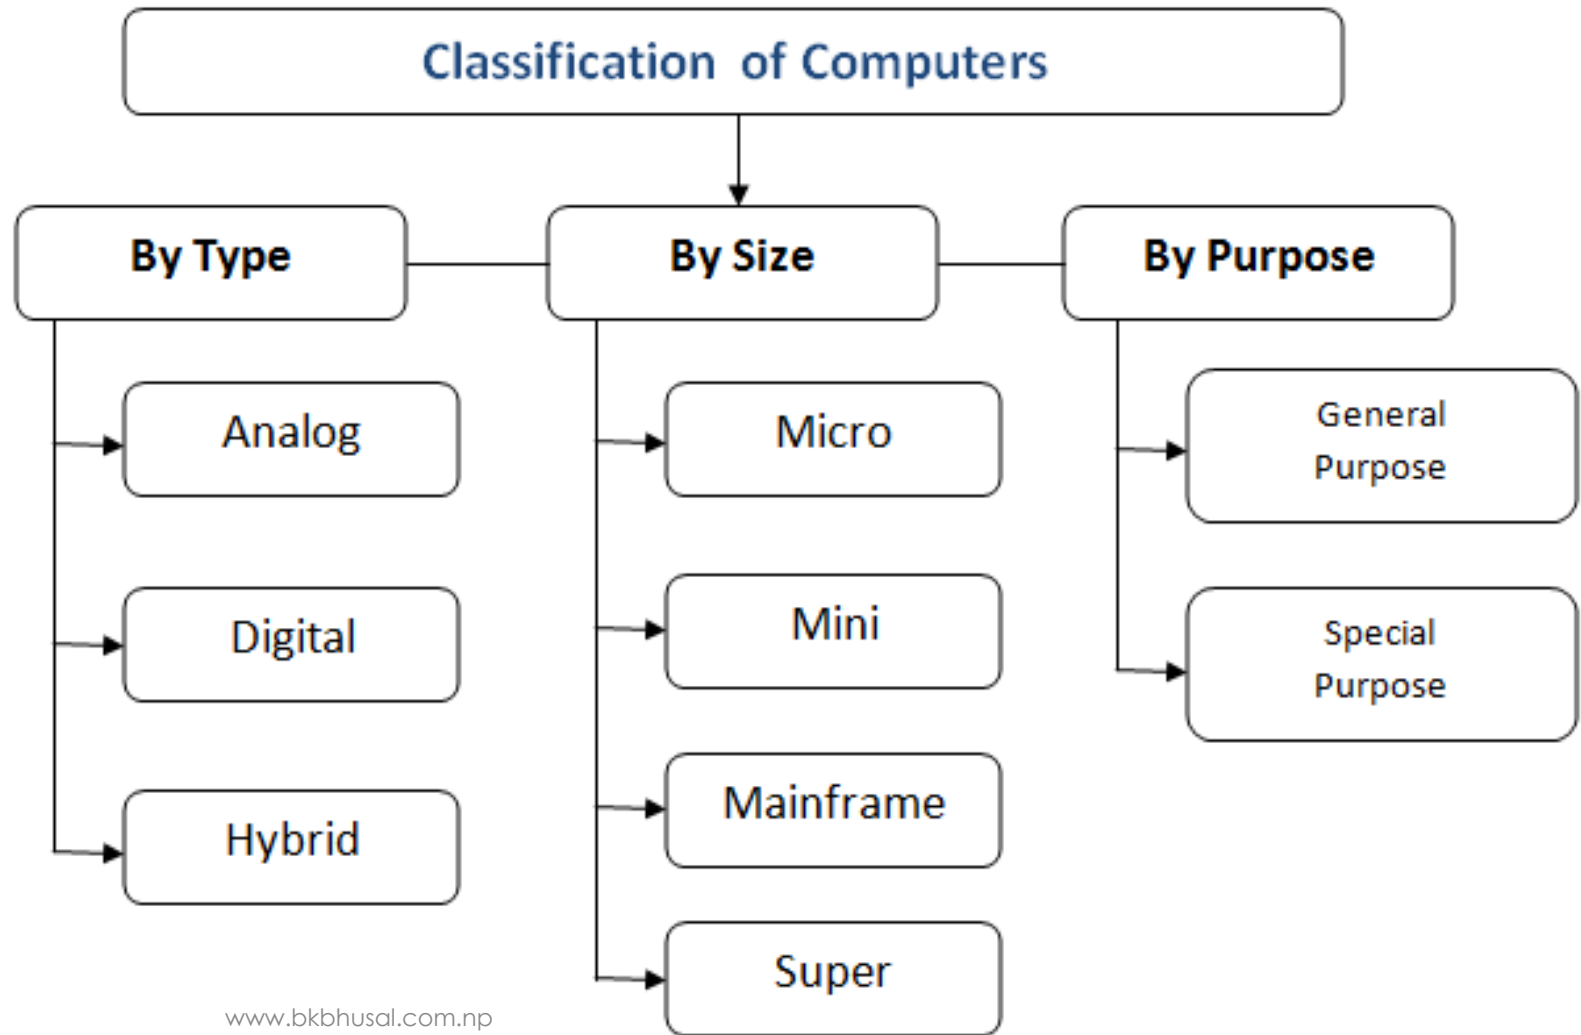 Classification of Computers
By Type
By Size
By Purpose
Analog
Digital
Hybrid
Micro
Mini
Mainframe
Super
General
Purpose
Special
Purpose
www.bkbhusal.com.np